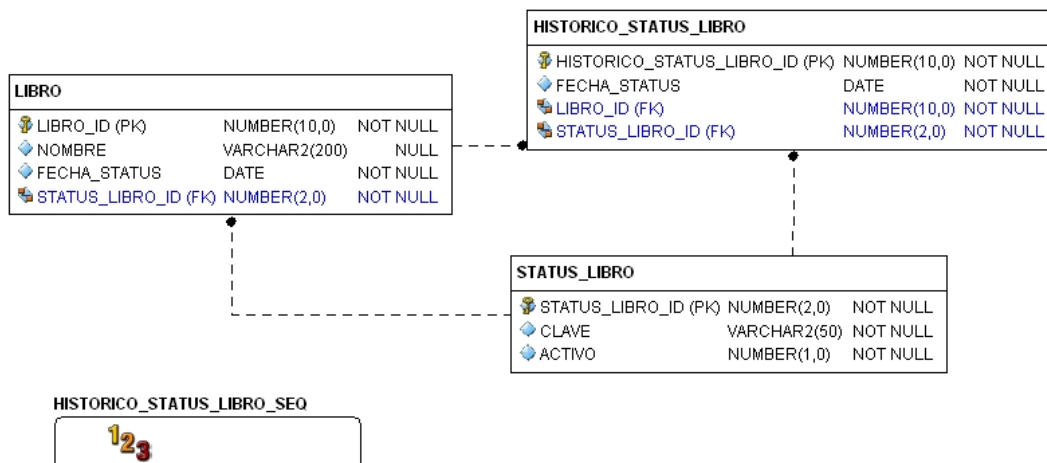 HISTORICO_STATUS_LIBRO
HISTORICO_STATUS_LIBRO_ID (PK) NUMBER(10,0) NOT NULL
FECHA_STATUS DATE NOT NULL
LIBRO_ID (FK) NUMBER(10,0) NOT NULL
STATUS_LIBRO_ID (FK) NUMBER(2,0) NOT NULL
LIBRO
LIBRO_ID (PK) NUMBER(10,0) NOT NULL
NOMBRE VARCHAR2(200) NULL
FECHA_STATUS DATE NOT NULL
STATUS_LIBRO_ID (FK) NUMBER(2,0) NOT NULL
STATUS_LIBRO
STATUS_LIBRO_ID (PK) NUMBER(2,0) NOT NULL
CLAVE VARCHAR2(50) NOT NULL
ACTIVO NUMBER(1,0) NOT NULL
HISTORICO_STATUS_LIBRO_SEQ
123